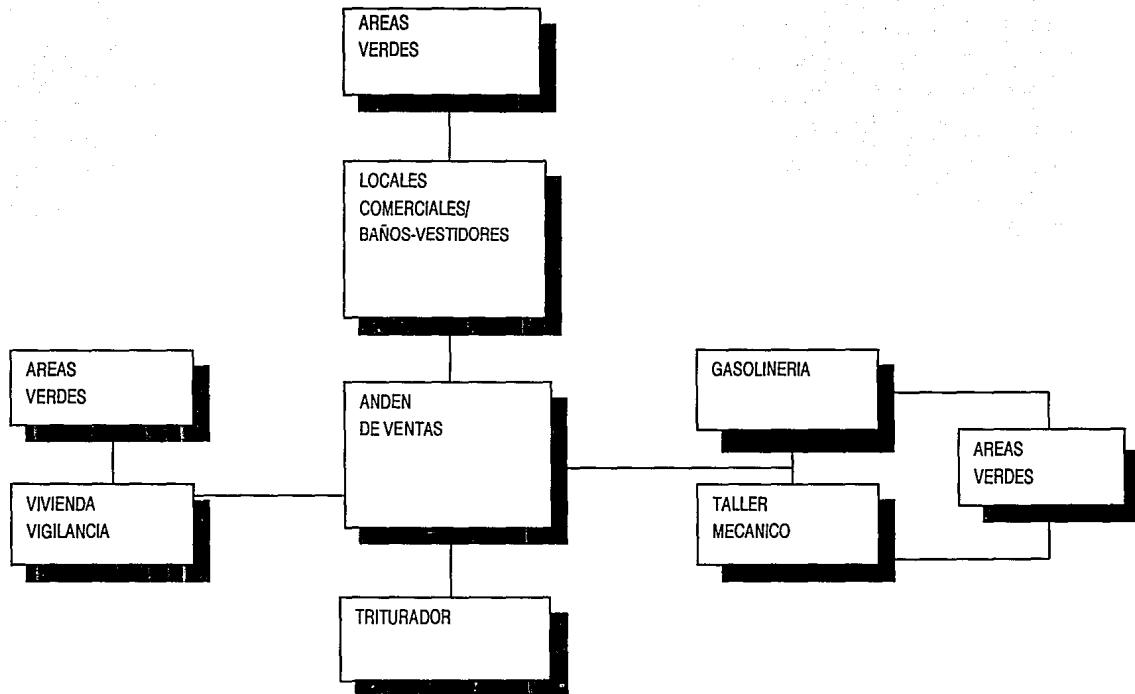 AREAS
VERDES
LOCALES
COMERCIALES/
BAÑOS-VESTIDORES
AREAS
VERDES
ANDEN
DE VENTAS
GASOLINERIA
AREAS
VERDES
VIVIENDA
VIGILANCIA
TALLER
MECANICO
TRITURADOR